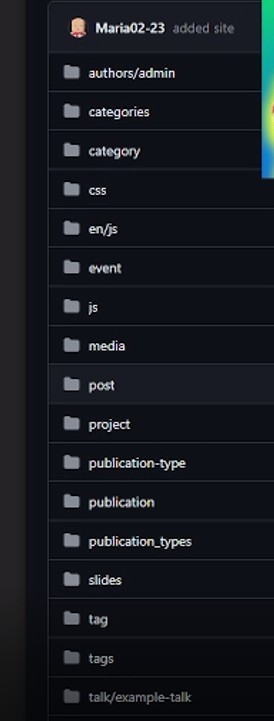 Maria02-23 added site
authors/admin
categories
category
css
en/js
event
js
media
post
project
publication-type
publication
publication_types
slides
tag
tags
talk/example-talk